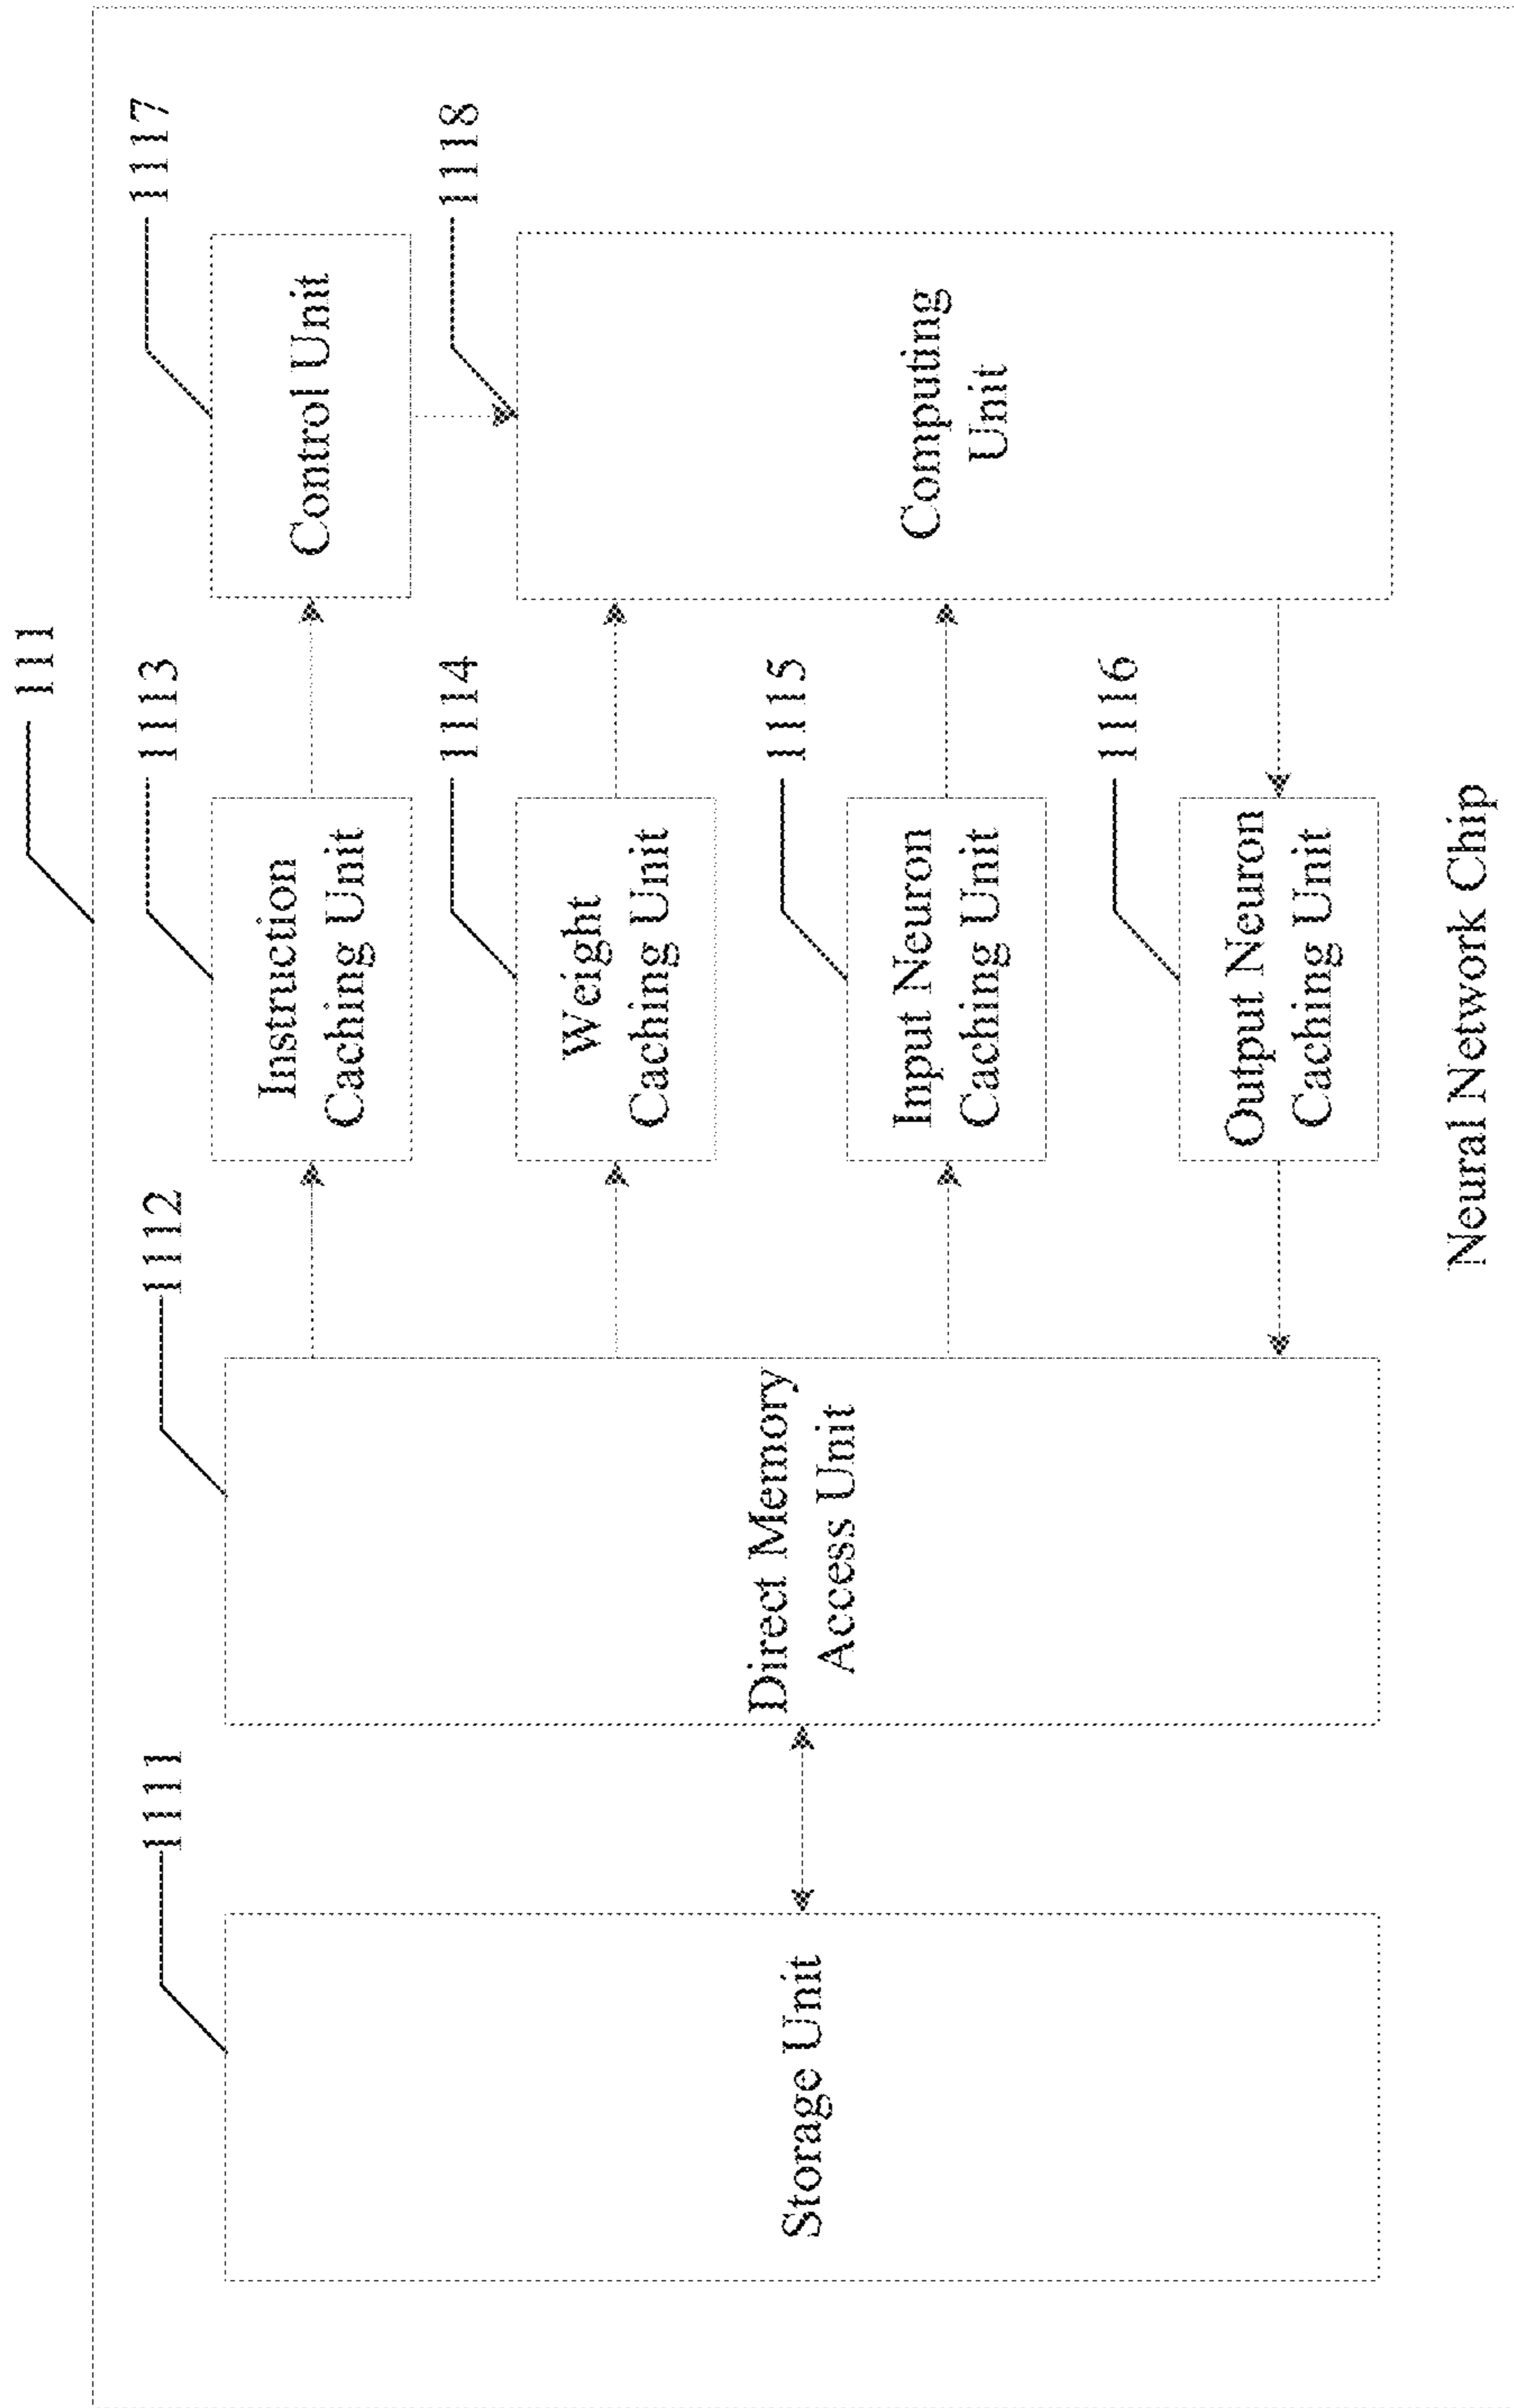 111
1111
1112
1113
1117
Storage Unit
Direct Memory
Access Unit
Instruction
Caching Unit
Control Unit
1114
1118
Weight
Caching Unit
Computing
Unit
1115
Input Neuron
Caching Unit
1116
Output Neuron
Caching Unit
Neural Network Chip